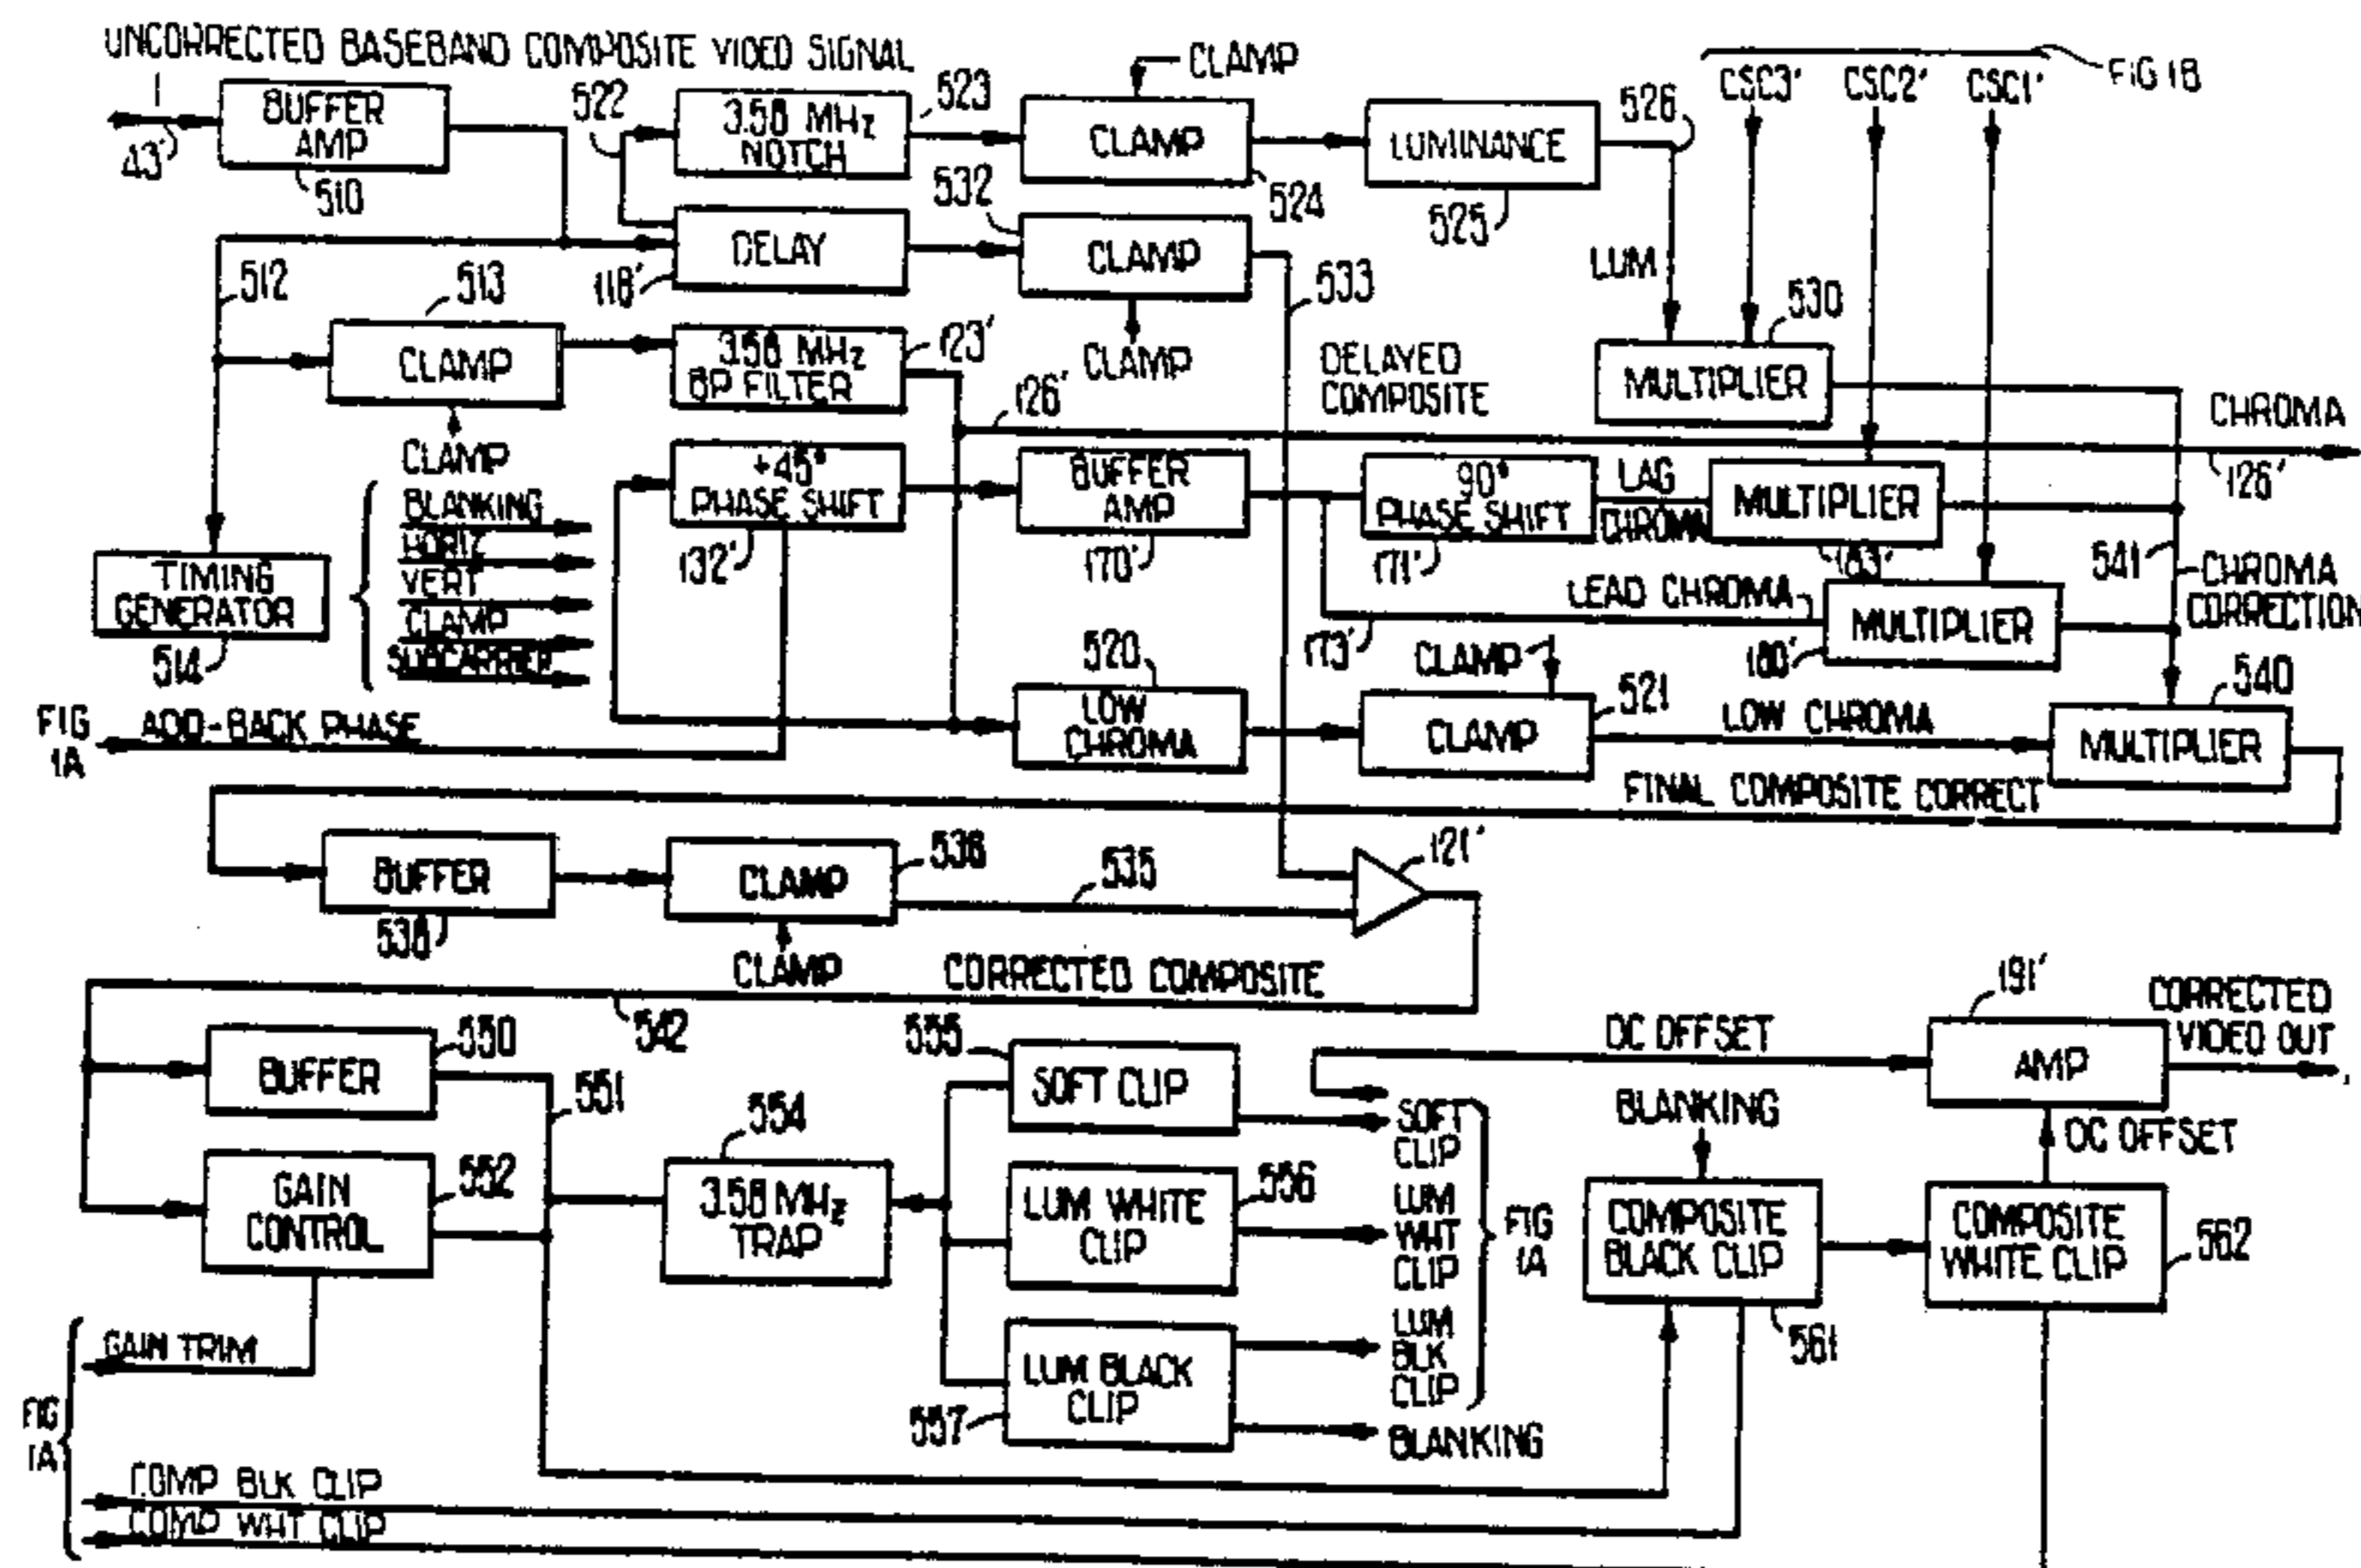 UNCORRECTED BASEBAND COMPOSITE VIDEO SIGNAL
43'
BUFFER
AMP
510
522
3.58 MHz
NOTCH
523
CLAMP
CLAMP
524
LUMINANCE
525
526
CSC3'
CSC2'
CSC1'
FIG 1B
512
DELAY
118'
532
CLAMP
CLAMP
533
LUM
530
MULTIPLIER
513
CLAMP
CLAMP
3.58 MHz
BP FILTER
123'
126'
DELAYED
COMPOSITE
CHROMA
126'
TIMING
GENERATOR
514
BLANKING
HORIZ
VERT
CLAMP
SUBCARRIER
+45°
PHASE SHIFT
132'
BUFFER
AMP
170'
90°
PHASE SHIFT
171'
LAG
CHROMA
MULTIPLIER
183'
541
CHROMA
CORRECTION
LEAD CHROMA
173'
MULTIPLIER
180'
FIG
1A
ADD-BACK PHASE
520
LOW
CHROMA
CLAMP
CLAMP
521
LOW CHROMA
540
MULTIPLIER
FINAL COMPOSITE CORRECT
BUFFER
538
CLAMP
536
CLAMP
535
121'
CORRECTED COMPOSITE
542
BUFFER
550
551
GAIN
CONTROL
552
554
3.58 MHz
TRAP
555
SOFT CLIP
LUM WHITE
CLIP
556
LUM BLACK
CLIP
557
SOFT
CLIP
LUM
WHT
CLIP
LUM
BLK
CLIP
FIG
1A
BLANKING
DC OFFSET
191'
AMP
CORRECTED
VIDEO OUT
BLANKING
DC OFFSET
COMPOSITE
BLACK CLIP
561
COMPOSITE
WHITE CLIP
562
FIG
1A
GAIN TRIM
COMP BLK CLIP
COMP WHT CLIP